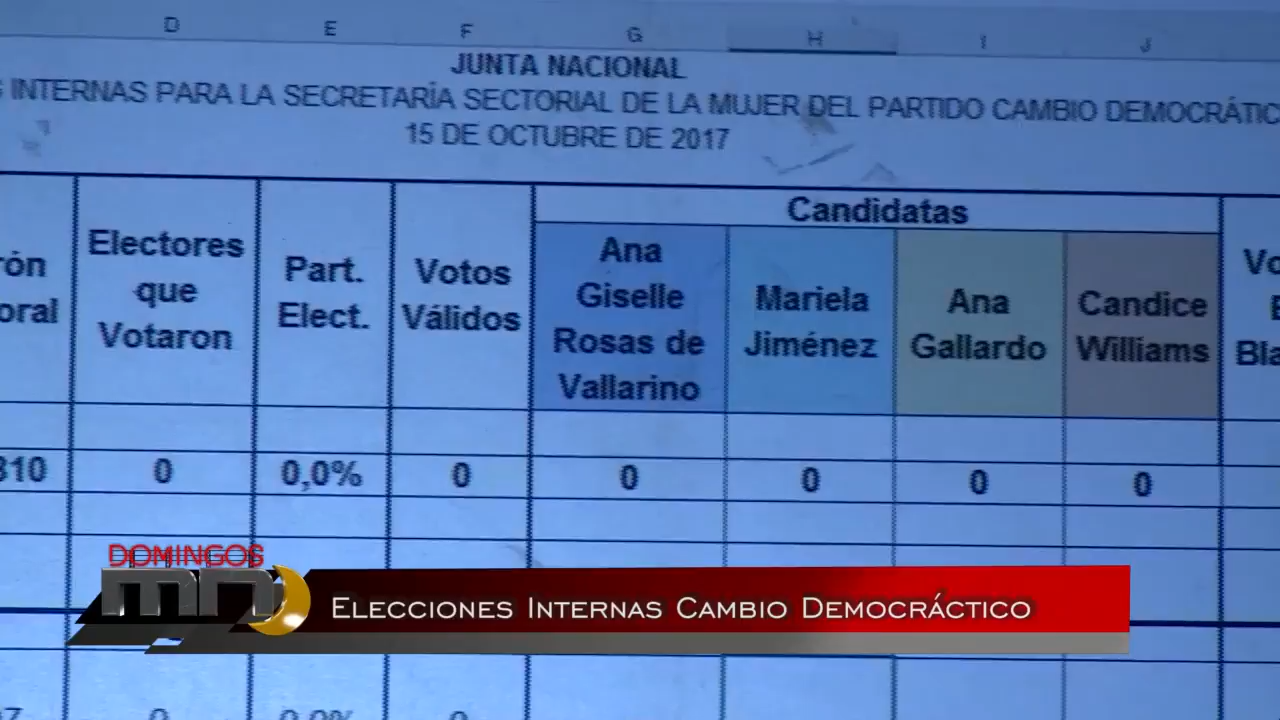 D E F G H I J
JUNTA NACIONAL
INTERNAS PARA LA SECRETARÍA SECTORIAL DE LA MUJER DEL PARTIDO CAMBIO DEMOCRÁTIC
15 DE OCTUBRE DE 2017
Candidatas
Electores
que
Votaron
Part.
Elect.
Votos
Válidos
Ana
Giselle
Rosas de
Vallarino
Mariela
Jiménez
Ana
Gallardo
Candice
Williams
310 0 0,0% 0 0 0 0 0
DOMINGOS
mn
ELECCIONES INTERNAS CAMBIO DEMOCRÁCTICO